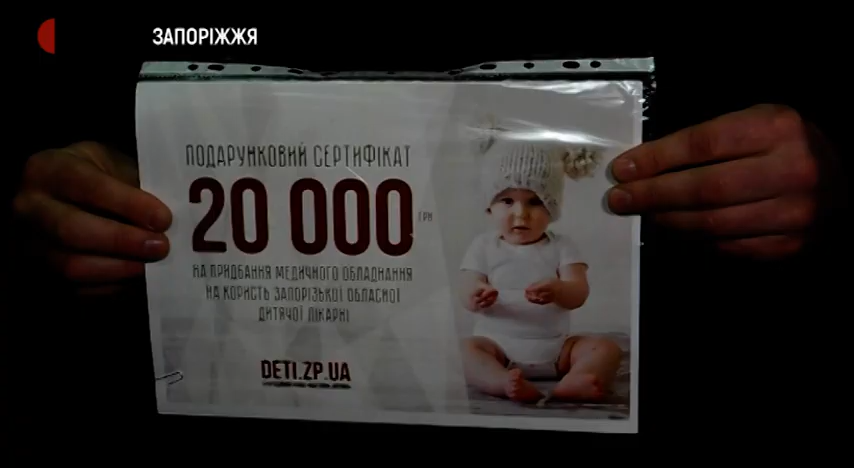 ЗАПОРІЖЖЯ
ПОДАРУНКОВИЙ СЕРТИФІКАТ
20 000 ГРН
НА ПРИДБАННЯ МЕДИЧНОГО ОБЛАДНАННЯ
НА КОРИСТЬ ЗАПОРІЗЬКОЇ ОБЛАСНОЇ
ДИТЯЧОЇ ЛІКАРНІ
DETI.ZP.UA